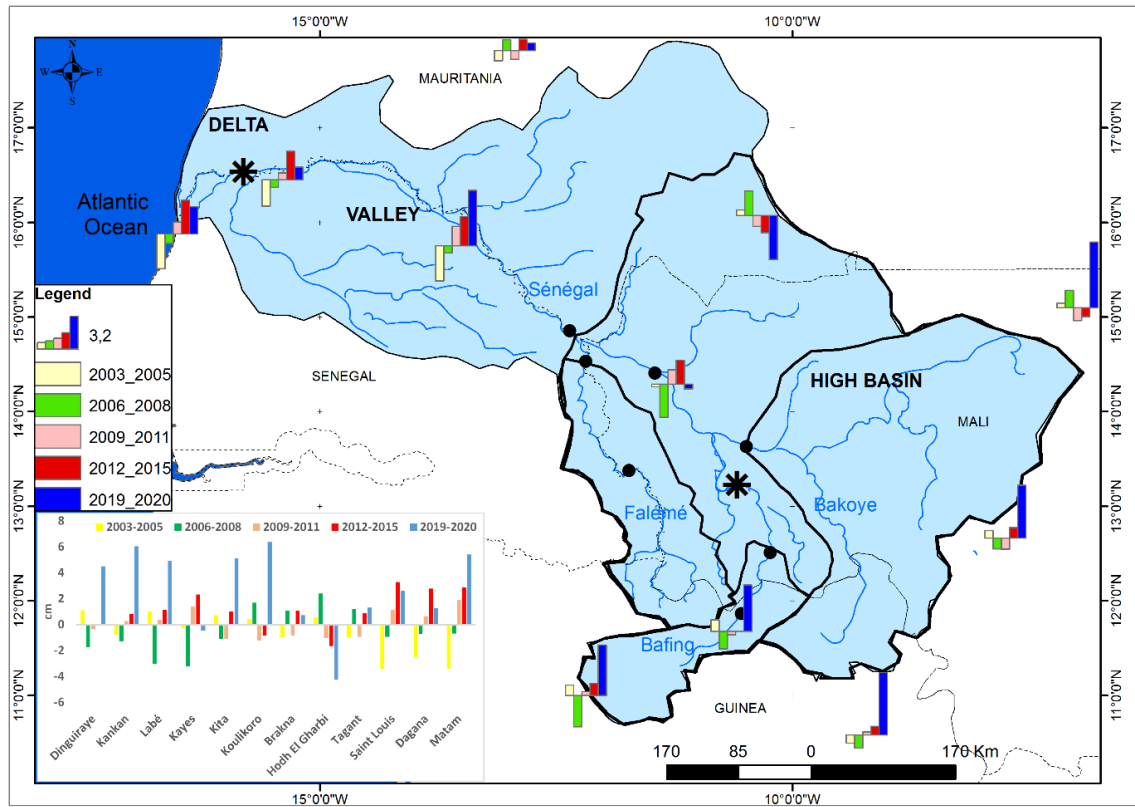 15°0'0"W 10°0'0"W
N
W E
S
MAURITANIA
17°0'0"N 17°0'0"N
DELTA
Atlantic
Ocean
VALLEY
16°0'0"N 16°0'0"N
Sénégal
Legend
3,2
2003_2005
2006_2008
2009_2011
2012_2015
2019_2020
15°0'0"N 15°0'0"N
SENEGAL
HIGH BASIN
MALI
14°0'0"N 14°0'0"N
13°0'0"N 13°0'0"N
Falémé
Bakoye
12°0'0"N 12°0'0"N
Bafing
GUINEA
11°0'0"N 11°0'0"N
8
6
4
2
0
-2
-4
-6
cm
2003-2005 2006-2008 2009-2011 2012-2015 2019-2020
Dinguiraye
Kankan
Labé
Kayes
Kita
Koulikoro
Brakna
Hodh El Gharbi
Tagant
Saint Louis
Dagana
Matam
170 85 0 170 Km
15°0'0"W 10°0'0"W